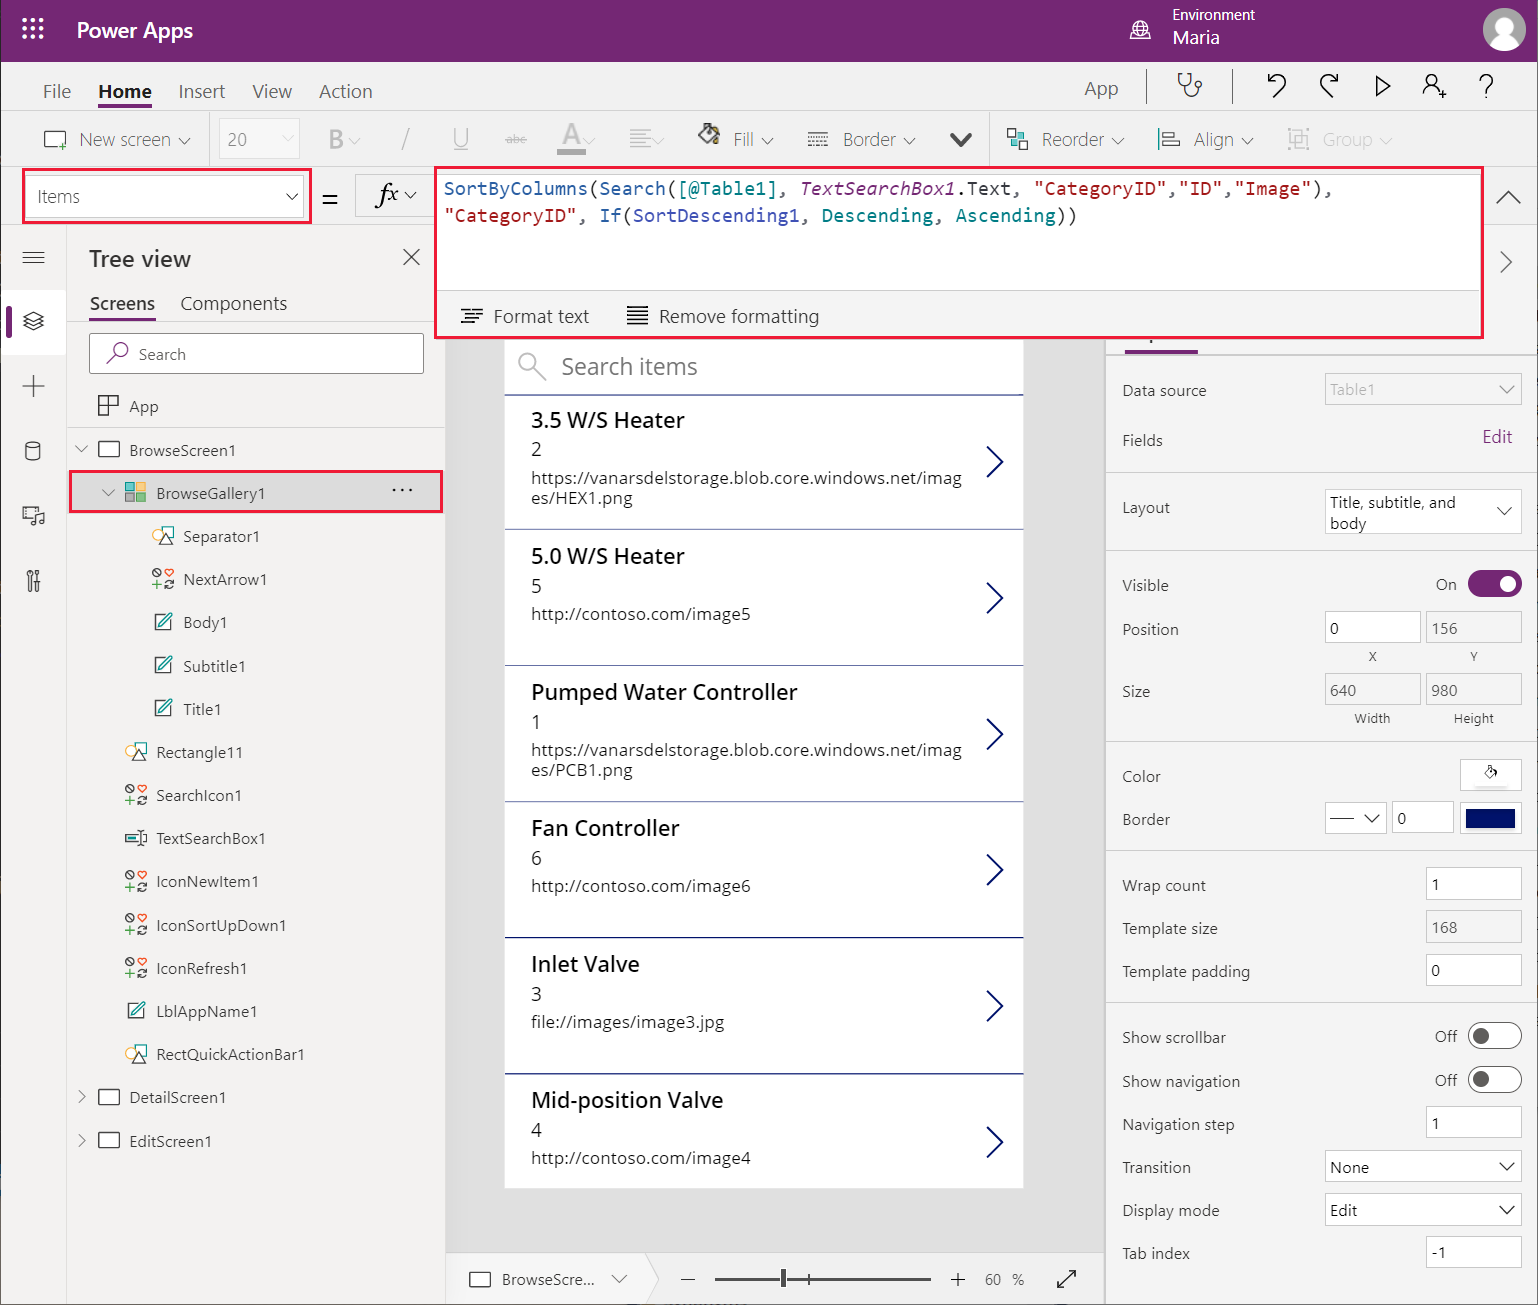 Power Apps
Environment
Maria
File Home Insert View Action
App
New screen
20
B
/
U
abc
A
Fill
Border
Reorder
Align
Group
Items
=
fx
SortByColumns(Search([@Table1], TextSearchBox1.Text, "CategoryID","ID","Image"),
"CategoryID", If(SortDescending1, Descending, Ascending))
Format text
Remove formatting
Tree view
Screens
Components
Search
App
BrowseScreen1
BrowseGallery1
Separator1
NextArrow1
Body1
Subtitle1
Title1
Rectangle11
SearchIcon1
TextSearchBox1
IconNewItem1
IconSortUpDown1
IconRefresh1
LblAppName1
RectQuickActionBar1
DetailScreen1
EditScreen1
Search items
3.5 W/S Heater
2
https://vanarsdelstorage.blob.core.windows.net/imag
es/HEX1.png
5.0 W/S Heater
5
http://contoso.com/image5
Pumped Water Controller
1
https://vanarsdelstorage.blob.core.windows.net/imag
es/PCB1.png
Fan Controller
6
http://contoso.com/image6
Inlet Valve
3
file://images/image3.jpg
Mid-position Valve
4
http://contoso.com/image4
BrowseScre...
60 %
Data source
Table1
Fields
Edit
Layout
Title, subtitle, and
body
Visible
On
Position
0
156
X
Y
Size
640
980
Width
Height
Color
Border
0
Wrap count
1
Template size
168
Template padding
0
Show scrollbar
Off
Show navigation
Off
Navigation step
1
Transition
None
Display mode
Edit
Tab index
-1